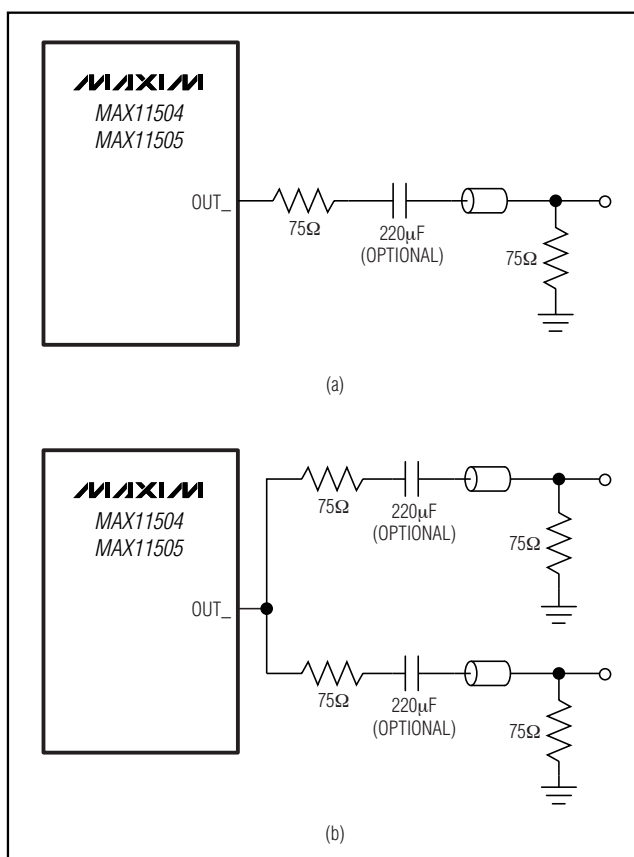 MAXIM
MAX11504
MAX11505
OUT_
75Ω
220µF
(OPTIONAL)
75Ω
(a)
MAXIM
MAX11504
MAX11505
OUT_
75Ω
220µF
(OPTIONAL)
75Ω
75Ω
220µF
(OPTIONAL)
75Ω
(b)